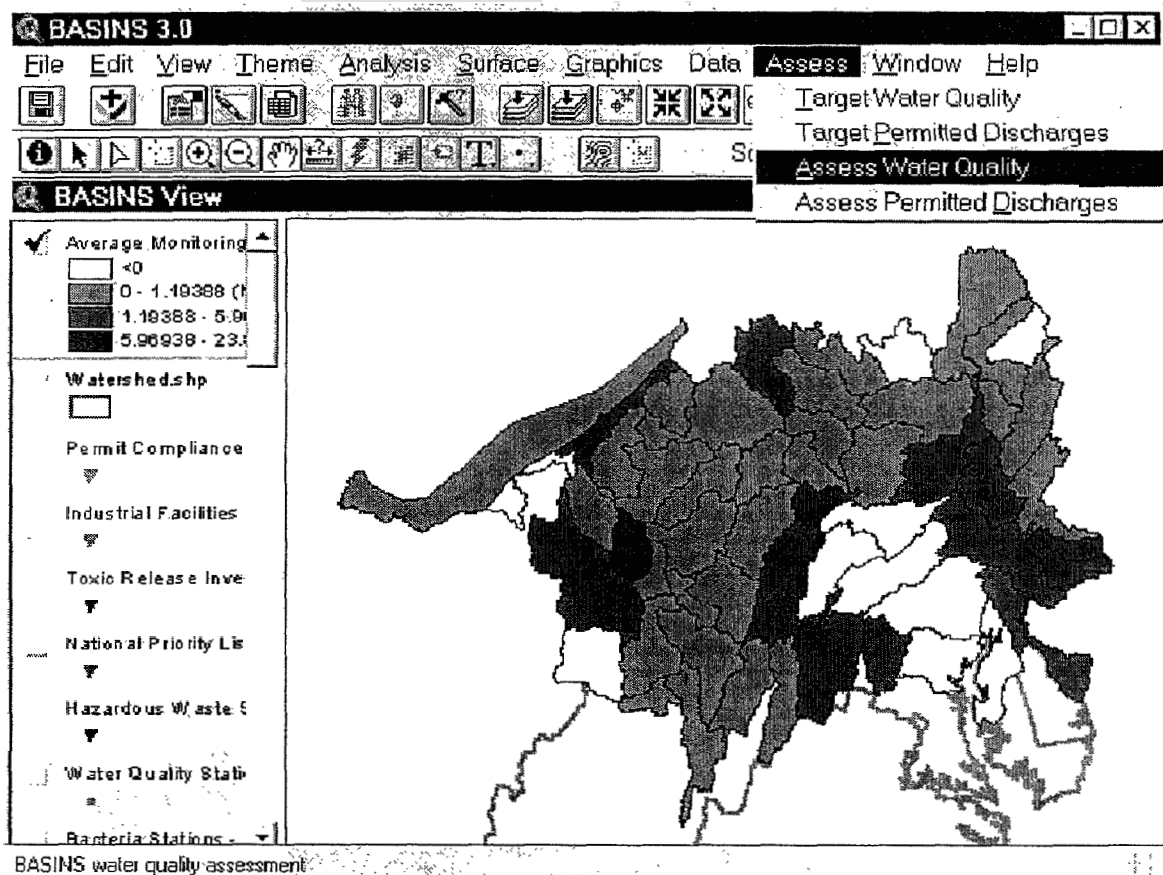 BASINS 3.0
File Edit View Theme Analysis Surface Graphics Data Assess Window Help
Target Water Quality
Target Permitted Discharges
Assess Water Quality
Assess Permitted Discharges
BASINS View
Average Monitoring
<0
0 - 1.19388 (
1.19388 - 5.9
5.96938 - 23.
Watershed.shp
Permit Compliance
Industrial Facilities
Toxic Release Inve
National Priority Lis
Hazardous Waste S
Water Quality Stati
Bacteria Stations -
BASINS water quality assessment